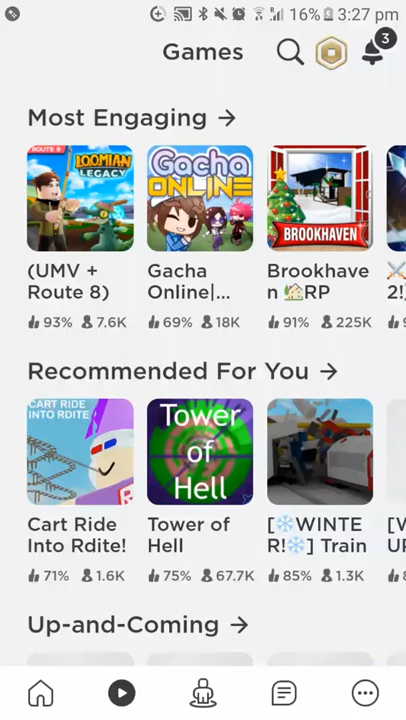 16% 3:27 pm
Games
3
Most Engaging →
ROUTE 8
LOOMIAN
LEGACY
Gacha
ONLINE
BROOKHAVEN
(UMV +
Route 8)
Gacha
Online|...
Brookhave
n 🏡RP
2!]
93% 7.6K
69% 18K
91% 225K
9
Recommended For You →
CART RIDE
INTO RDITE
Tower
of
Hell
Cart Ride
Into Rdite!
Tower of
Hell
[❄️WINTE
R!❄️] Train
[W
UP
71% 1.6K
75% 67.7K
85% 1.3K
8
Up-and-Coming →